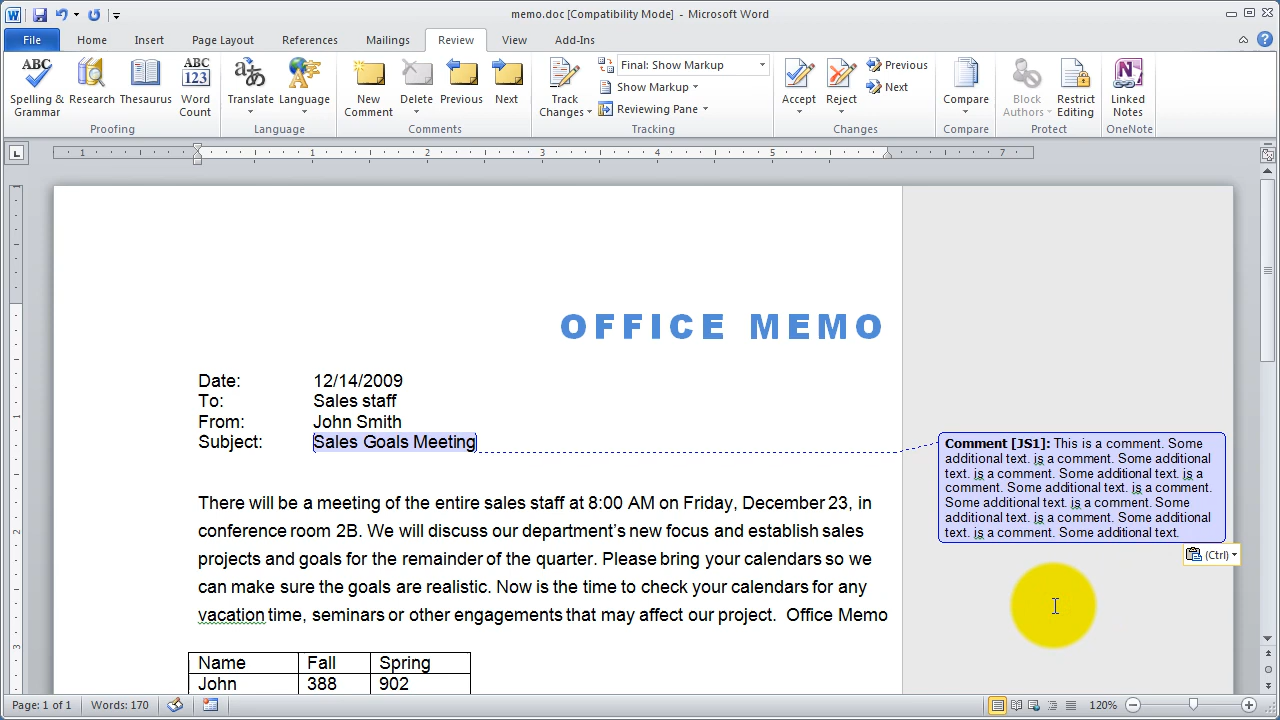 memo.doc [Compatibility Mode] - Microsoft Word
File Home Insert Page Layout References Mailings Review View Add-Ins
Spelling & Grammar
Research
Thesaurus
Word Count
Translate
Language
New Comment
Delete
Previous
Next
Track Changes
Final: Show Markup
Show Markup
Reviewing Pane
Accept
Reject
Previous
Next
Compare
Block Authors
Restrict Editing
Linked Notes
Proofing Language Comments Tracking Changes Compare Protect OneNote
1 1 2 3 4 5 7
OFFICE MEMO
Date: 12/14/2009
To: Sales staff
From: John Smith
Subject: Sales Goals Meeting
Comment [JS1]: This is a comment. Some
additional text. is a comment. Some additional
text. is a comment. Some additional text. is a
comment. Some additional text. is a comment.
Some additional text. is a comment. Some
additional text. is a comment. Some additional
text. is a comment. Some additional text.
(Ctrl)
There will be a meeting of the entire sales staff at 8:00 AM on Friday, December 23, in
conference room 2B. We will discuss our department’s new focus and establish sales
projects and goals for the remainder of the quarter. Please bring your calendars so we
can make sure the goals are realistic. Now is the time to check your calendars for any
vacation time, seminars or other engagements that may affect our project.  Office Memo
Name Fall Spring
John 388 902
Page: 1 of 1 Words: 170 120%